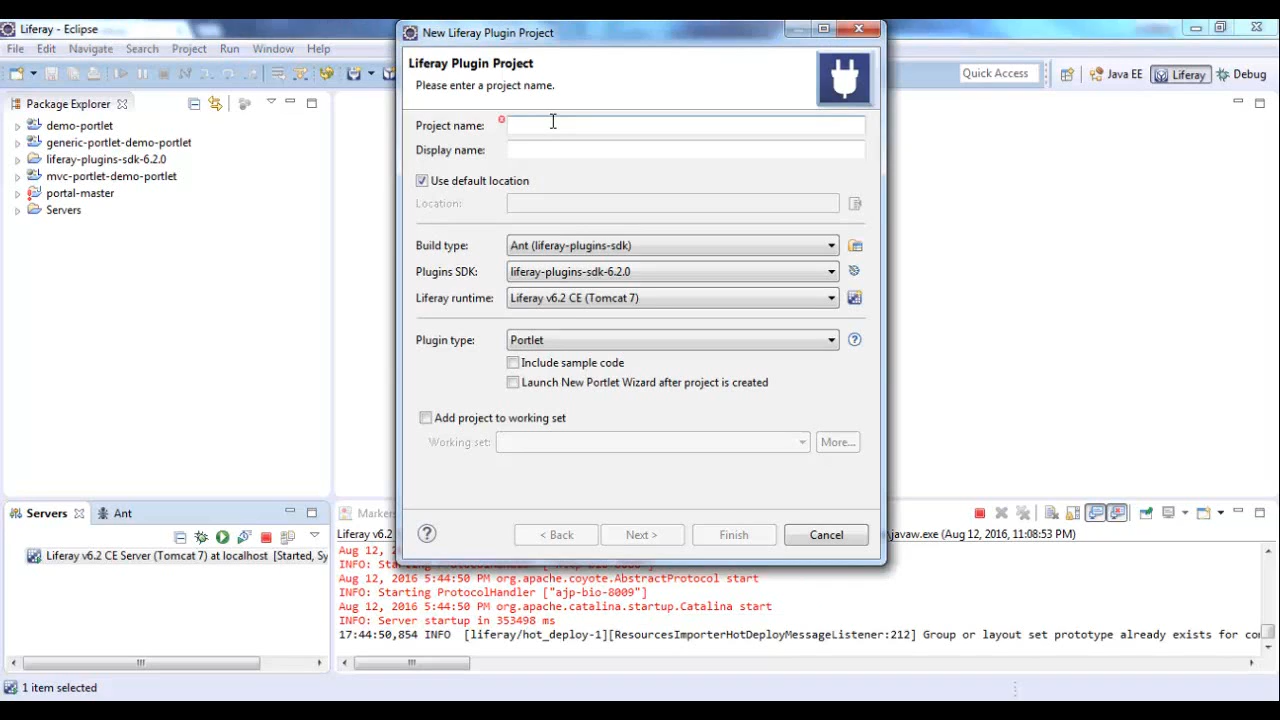 Liferay - Eclipse
File Edit Navigate Search Project Run Window Help
Quick Access
Java EE
Liferay
Debug
Package Explorer
demo-portlet
generic-portlet-demo-portlet
liferay-plugins-sdk-6.2.0
mvc-portlet-demo-portlet
portal-master
Servers
New Liferay Plugin Project
Liferay Plugin Project
Please enter a project name.
Project name:
Display name:
Use default location
Location:
Build type: Ant (liferay-plugins-sdk)
Plugins SDK: liferay-plugins-sdk-6.2.0
Liferay runtime: Liferay v6.2 CE (Tomcat 7)
Plugin type: Portlet
Include sample code
Launch New Portlet Wizard after project is created
Add project to working set
Working set: More...
< Back Next > Finish Cancel
Servers Ant
Liferay v6.2 CE Server (Tomcat 7) at localhost [Started, Sy
Markers
Liferay v6.2 javaw.exe (Aug 12, 2016, 11:08:53 PM)
Aug 12,
INFO: Starting ProtocolHandler
Aug 12, 2016 5:44:50 PM org.apache.coyote.AbstractProtocol start
INFO: Starting ProtocolHandler ["ajp-bio-8009"]
Aug 12, 2016 5:44:50 PM org.apache.catalina.startup.Catalina start
INFO: Server startup in 353498 ms
17:44:50,854 INFO [liferay/hot_deploy-1][ResourcesImporterHotDeployMessageListener:212] Group or layout set prototype already exists for co
1 item selected